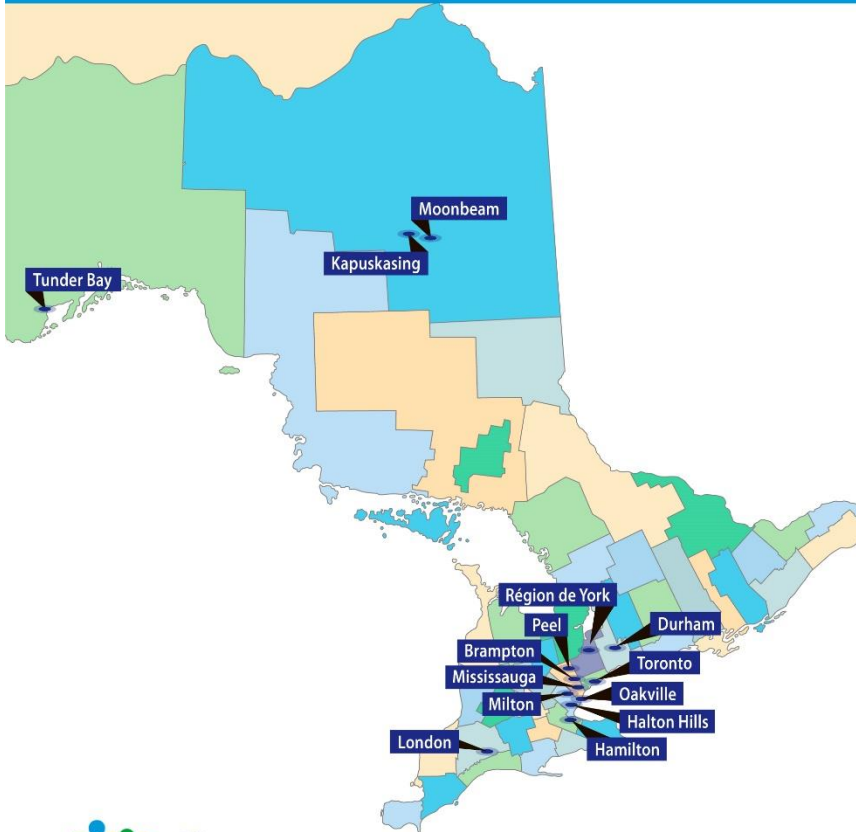 Moonbeam
Kapuskasing
Tunder Bay
Région de York
Peel
Durham
Brampton
Toronto
Mississauga
Oakville
Milton
Halton Hills
London
Hamilton